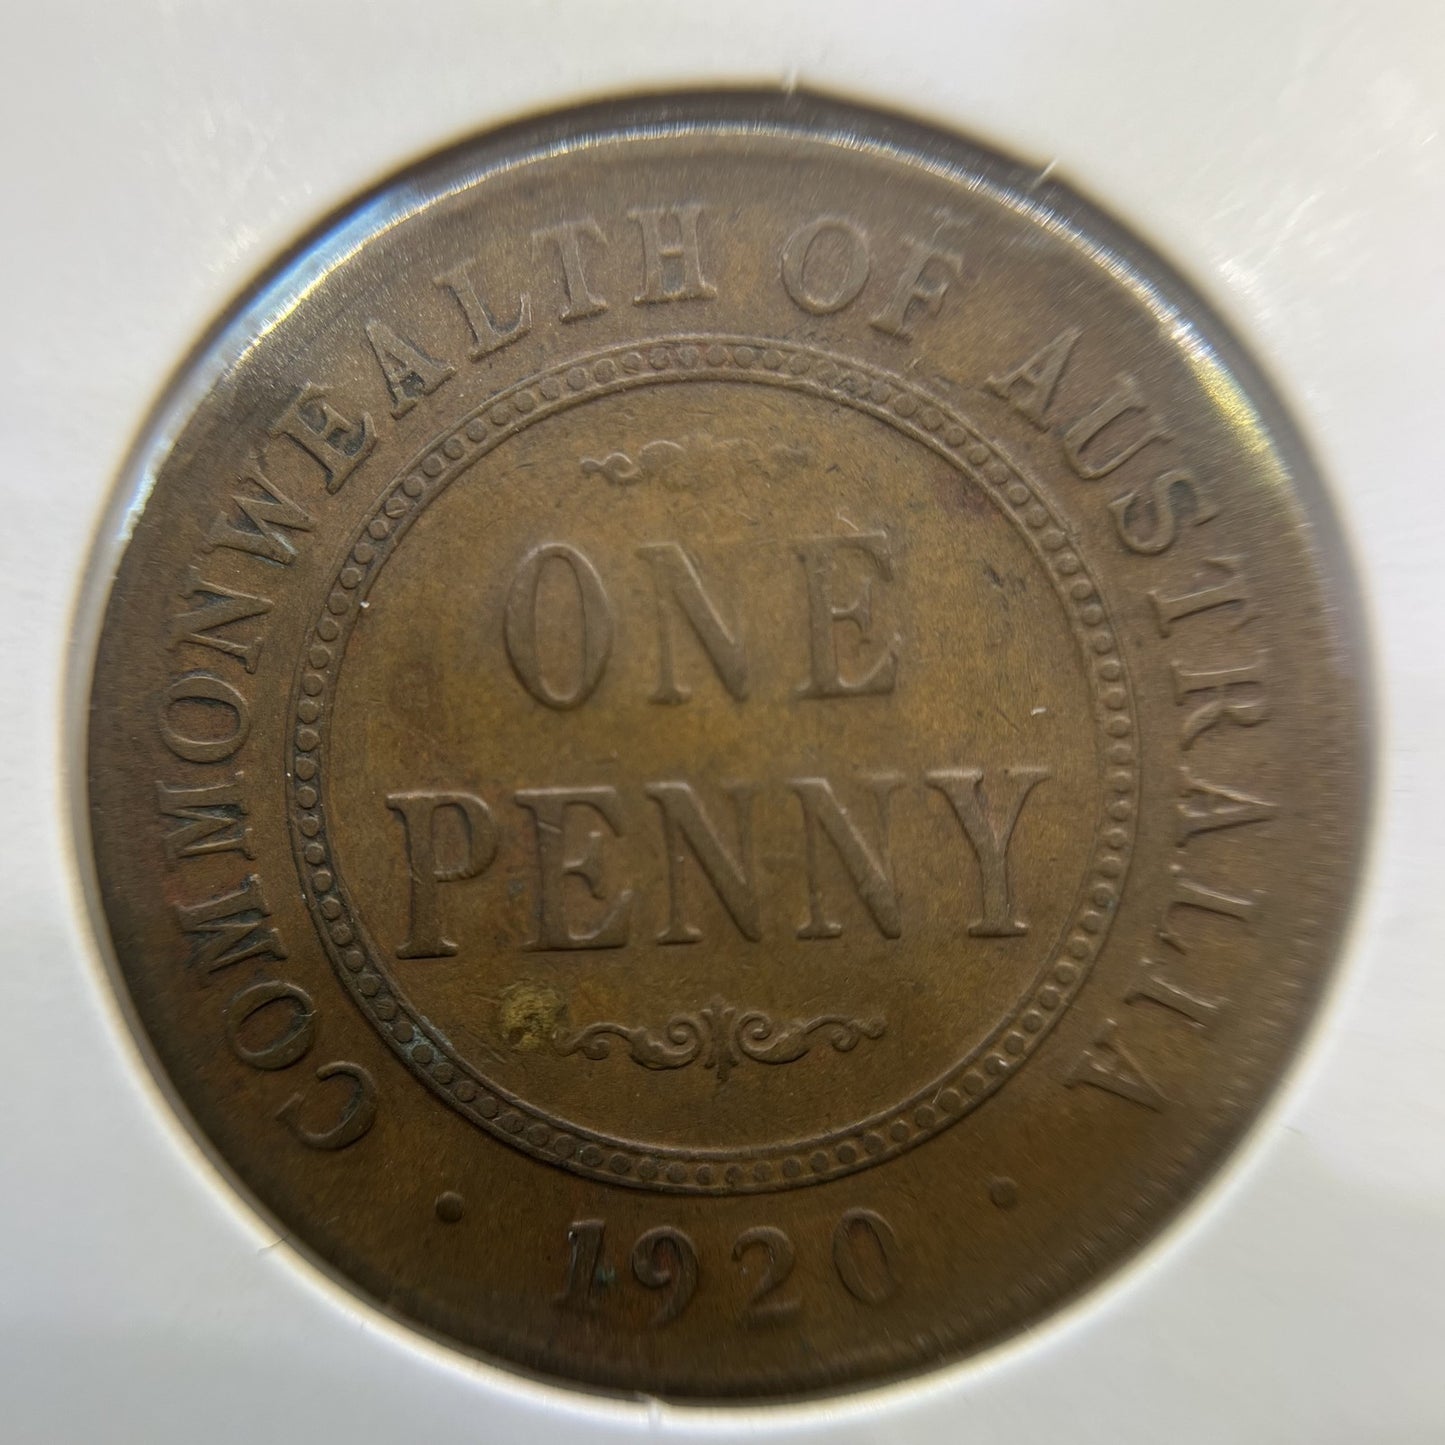 COMMONWEALTH OF AUSTRALIA
ONE
PENNY
· 1920 ·